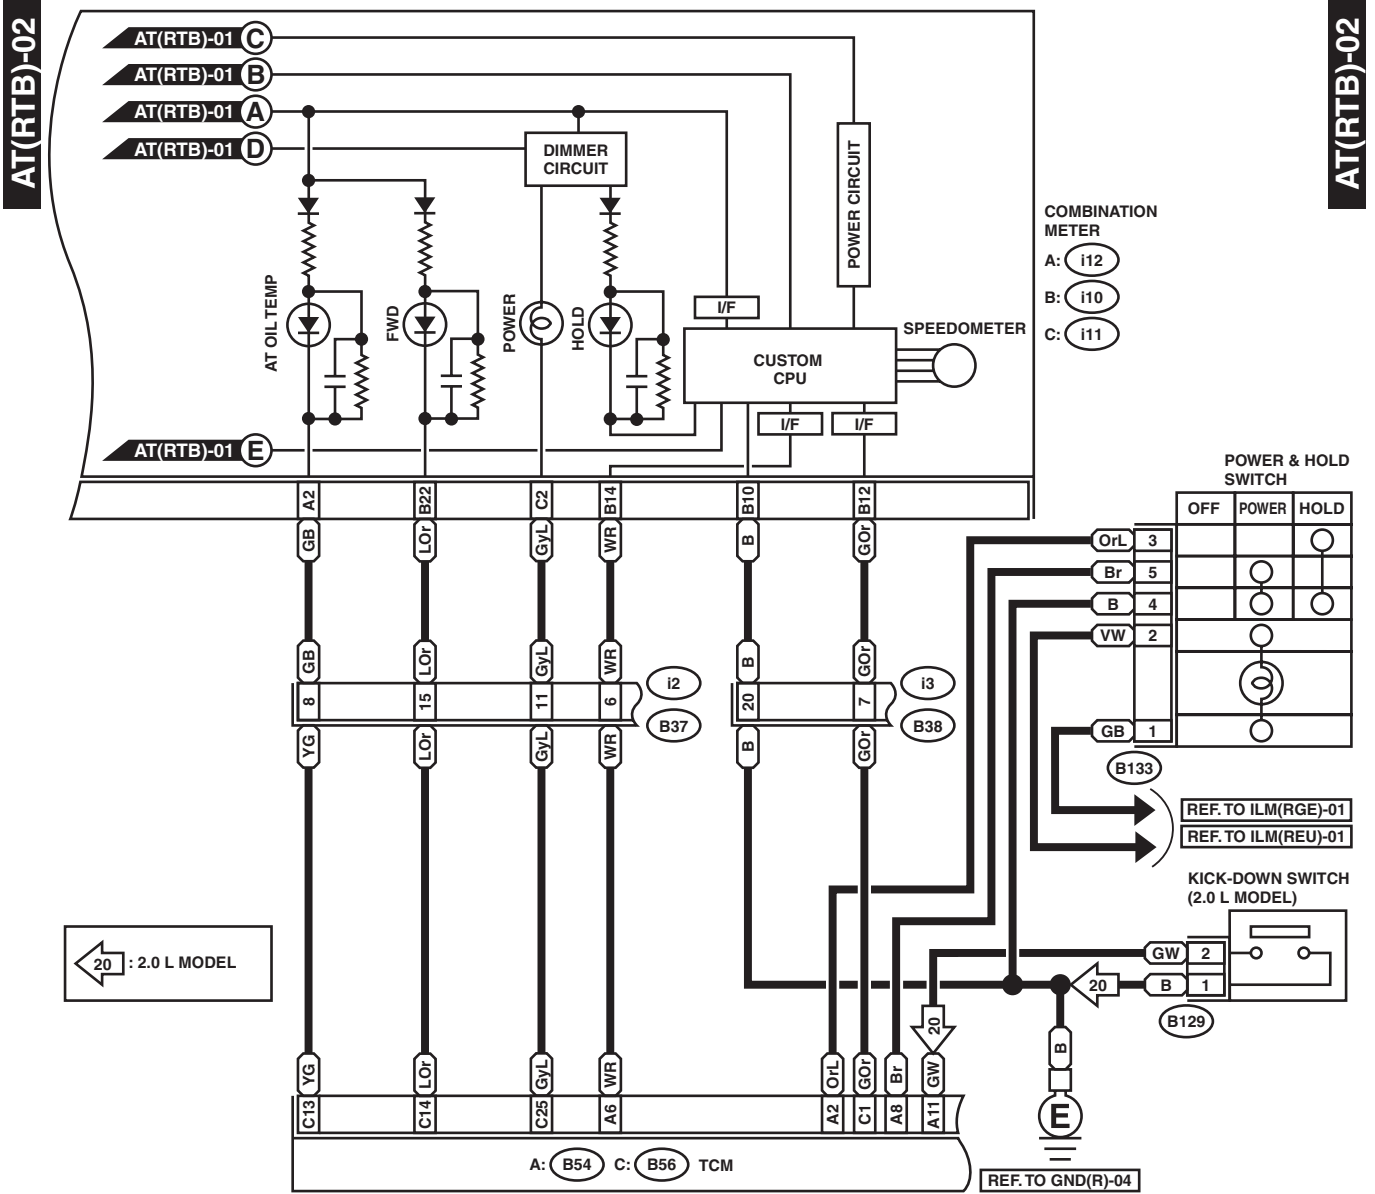 AT(RTB)-02
AT(RTB)-02
AT(RTB)-01 C
AT(RTB)-01 B
AT(RTB)-01 A
AT(RTB)-01 D
DIMMER
CIRCUIT
POWER CIRCUIT
COMBINATION
METER
A: i12
B: i10
C: i11
AT OIL TEMP
FWD
POWER
HOLD
I/F
SPEEDOMETER
CUSTOM
CPU
I/F I/F
AT(RTB)-01 E
A2 B22 C2 B14 B10 B12
GB LOr GyL WR B GOr
GB LOr GyL WR B GOr
8 15 11 6 20 7
i2 i3
B37 B38
YG LOr GyL WR B GOr
POWER & HOLD
SWITCH
OFF POWER HOLD
OrL 3
Br 5
B 4
VW 2
GB 1
B133
REF. TO ILM(RGE)-01
REF. TO ILM(REU)-01
KICK-DOWN SWITCH
(2.0 L MODEL)
GW 2
20 B 1
B129
20 : 2.0 L MODEL
20
B
E
REF. TO GND(R)-04
YG LOr GyL WR OrL GOr Br GW
C13 C14 C25 A6 A2 C1 A8 A11
A: B54 C: B56 TCM